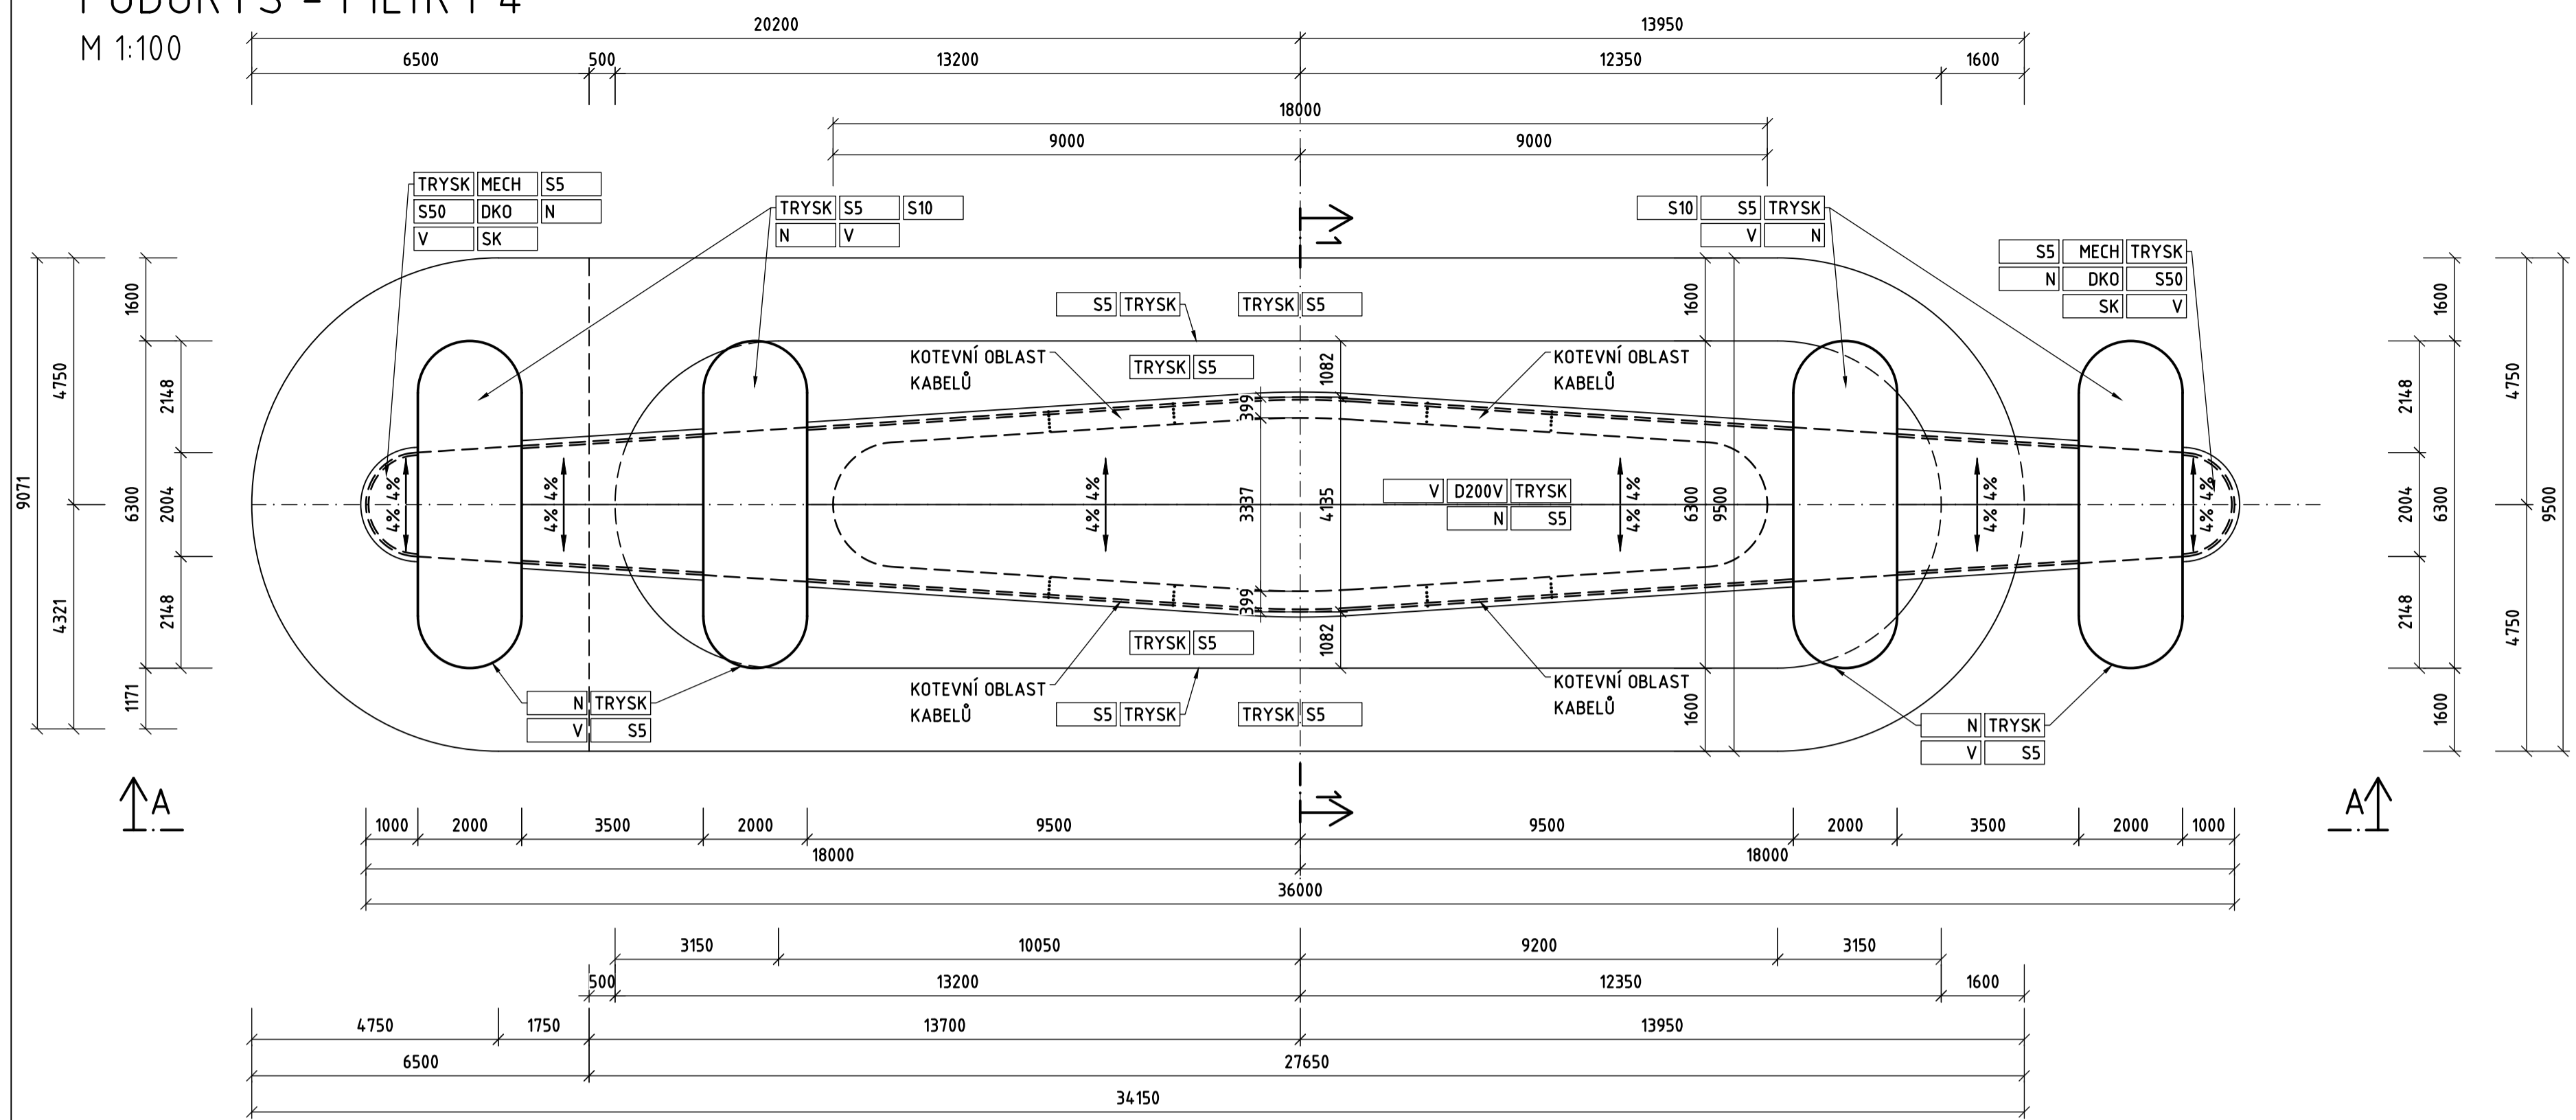 M 1:100
20200 13950
6500 500 13200 12350 1600
18000
9000 9000
TRYSK MECH S5
S50 DKO N
V SK
TRYSK S5 S10
N V
S10 S5 TRYSK
V N
S5 MECH TRYSK
N DKO S50
SK V
S5 TRYSK
TRYSK S5
TRYSK S5
KOTEVNÍ OBLAST
KABELŮ
KOTEVNÍ OBLAST
KABELŮ
9071
4750
4321
1600
6300
1171
2148
2004
2148
4% 4%
4% 4%
4% 4%
399
3337
399
1082
4135
1082
V D200V TRYSK
N S5
4% 4%
1600
6300
1600
9500
4% 4%
4% 4%
2148
2004
2148
1600
6300
1600
4750
4750
9500
TRYSK S5
KOTEVNÍ OBLAST
KABELŮ
KOTEVNÍ OBLAST
KABELŮ
S5 TRYSK
TRYSK S5
N TRYSK
V S5
N TRYSK
V S5
A A
1000 2000 3500 2000 9500 9500 2000 3500 2000 1000
18000 18000
36000
3150 10050 9200 3150
500 13200 12350 1600
4750 1750 13700 13950
6500 27650
34150